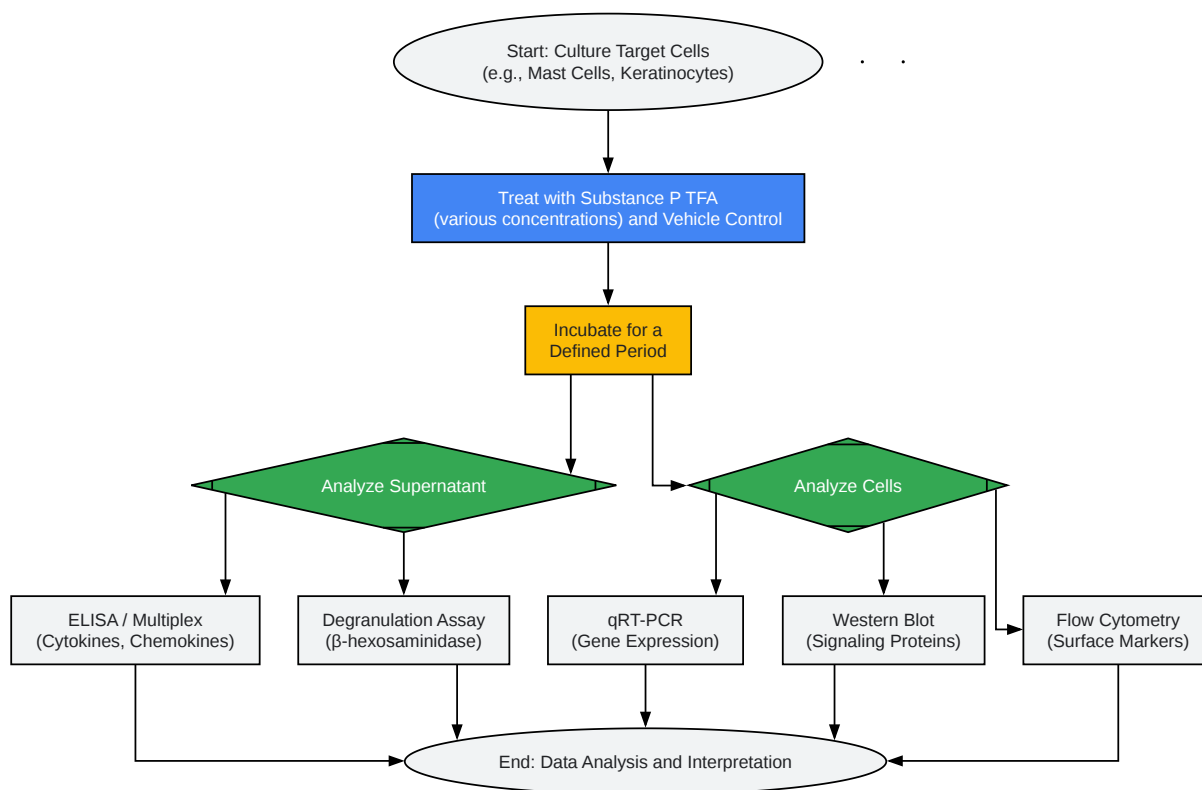 Start: Culture Target Cells
(e.g., Mast Cells, Keratinocytes)
Treat with Substance P TFA
(various concentrations) and Vehicle Control
Incubate for a
Defined Period
Analyze Supernatant
Analyze Cells
ELISA / Multiplex
(Cytokines, Chemokines)
Degranulation Assay
(β-hexosaminidase)
qRT-PCR
(Gene Expression)
Western Blot
(Signaling Proteins)
Flow Cytometry
(Surface Markers)
End: Data Analysis and Interpretation